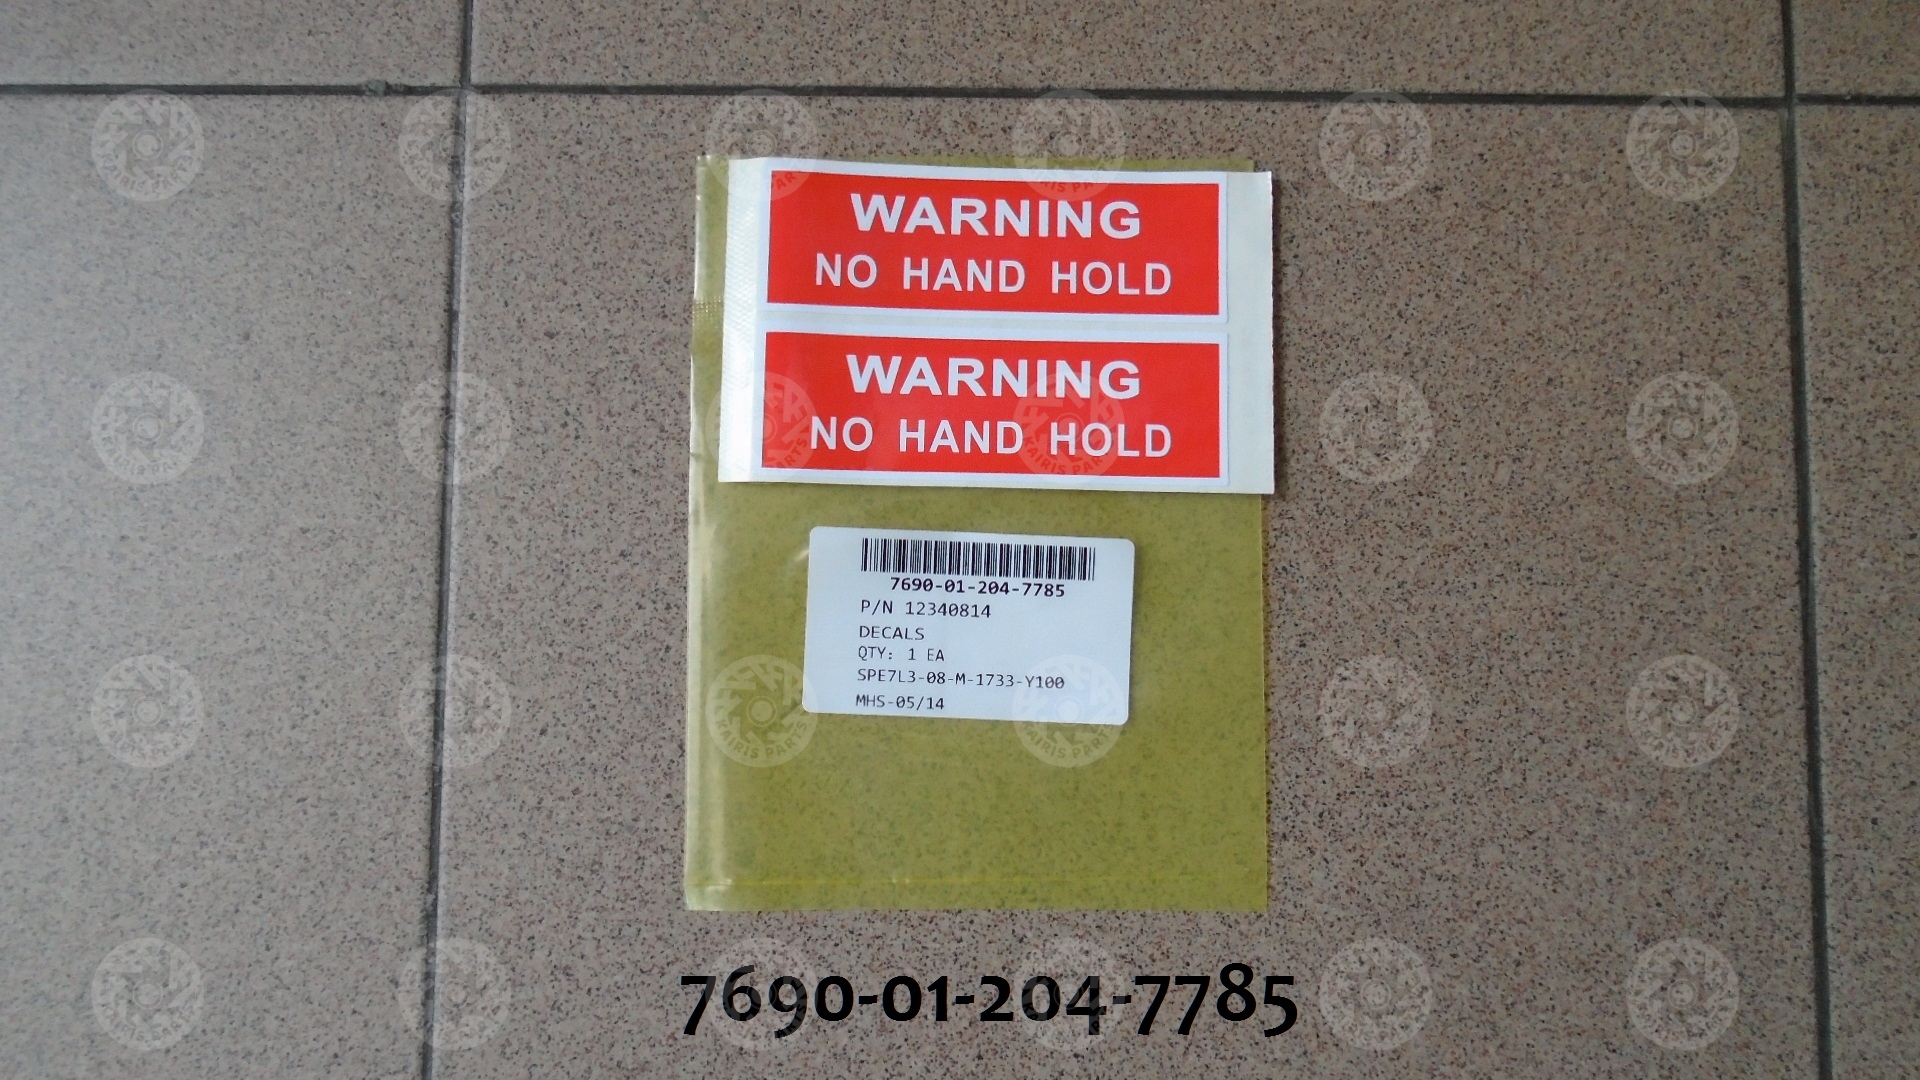 WARNING
NO HAND HOLD
WARNING
NO HAND HOLD
7690-01-204-7785
P/N 12340814
DECALS
QTY: 1 EA
SPE7L3-08-M-1733-Y100
MHS-05/14
7690-01-204-7785